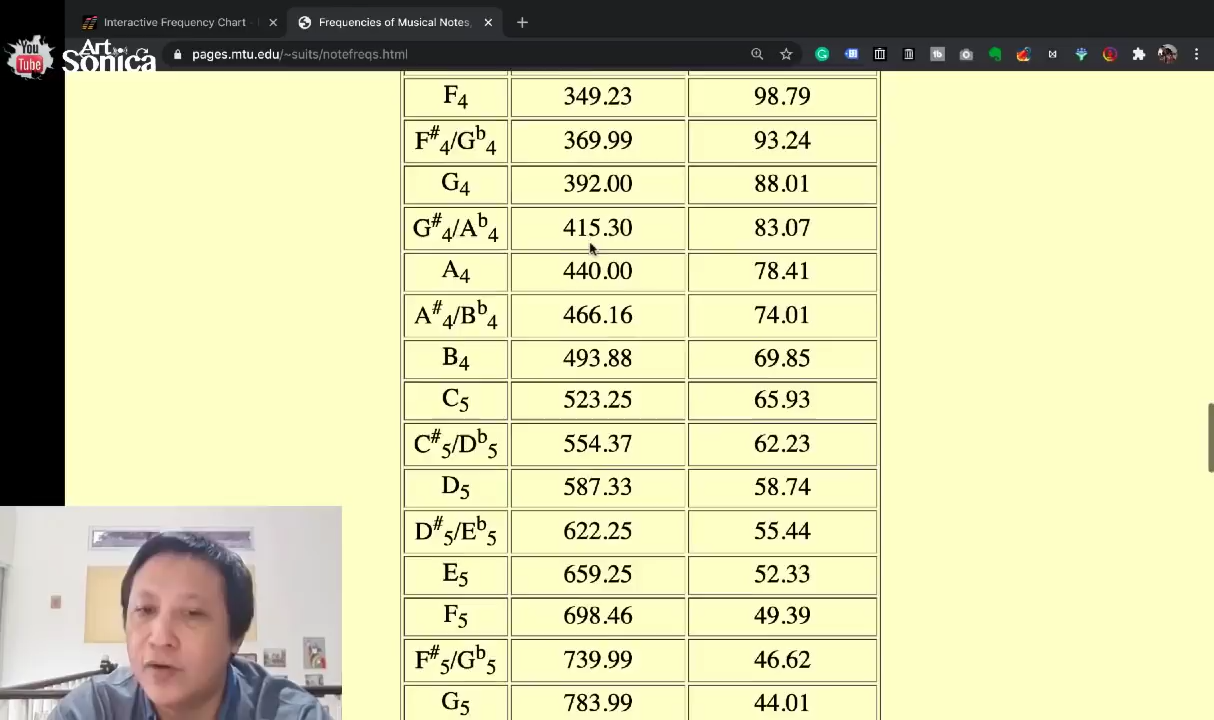 Interactive Frequency Chart -
Frequencies of Musical Notes,
You
Tube
Art
Sonica
pages.mtu.edu/~suits/notefreqs.html
F4 349.23 98.79
F#4/Gb4 369.99 93.24
G4 392.00 88.01
G#4/Ab4 415.30 83.07
A4 440.00 78.41
A#4/Bb4 466.16 74.01
B4 493.88 69.85
C5 523.25 65.93
C#5/Db5 554.37 62.23
D5 587.33 58.74
D#5/Eb5 622.25 55.44
E5 659.25 52.33
F5 698.46 49.39
F#5/Gb5 739.99 46.62
G5 783.99 44.01